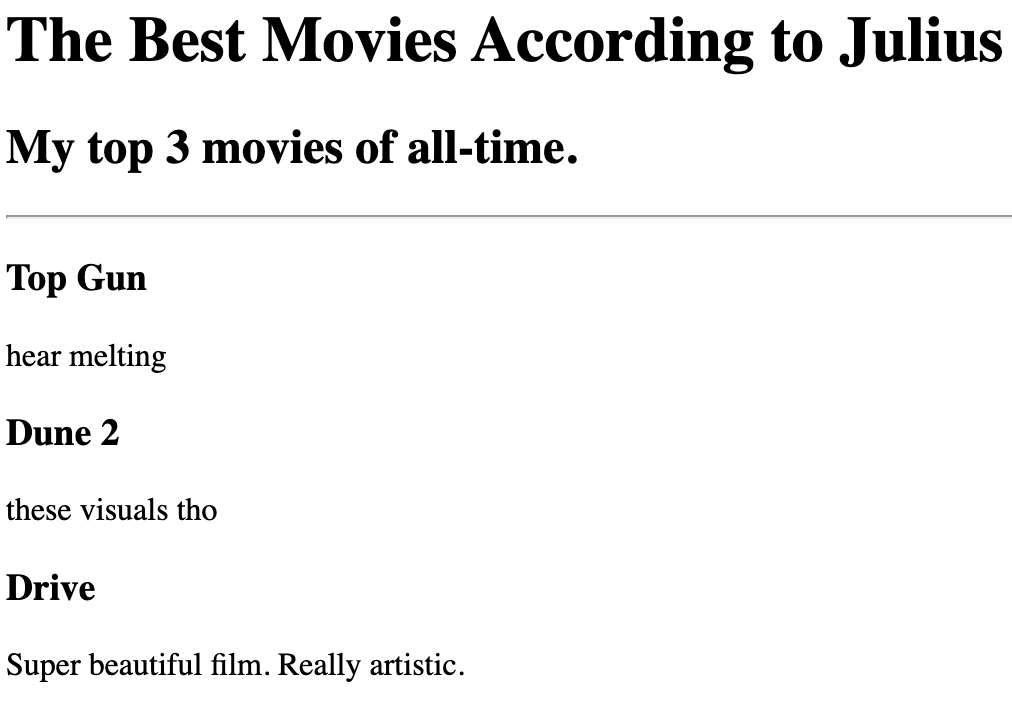 The Best Movies According to Julius
My top 3 movies of all-time.
Top Gun
hear melting
Dune 2
these visuals tho
Drive
Super beautiful film. Really artistic.